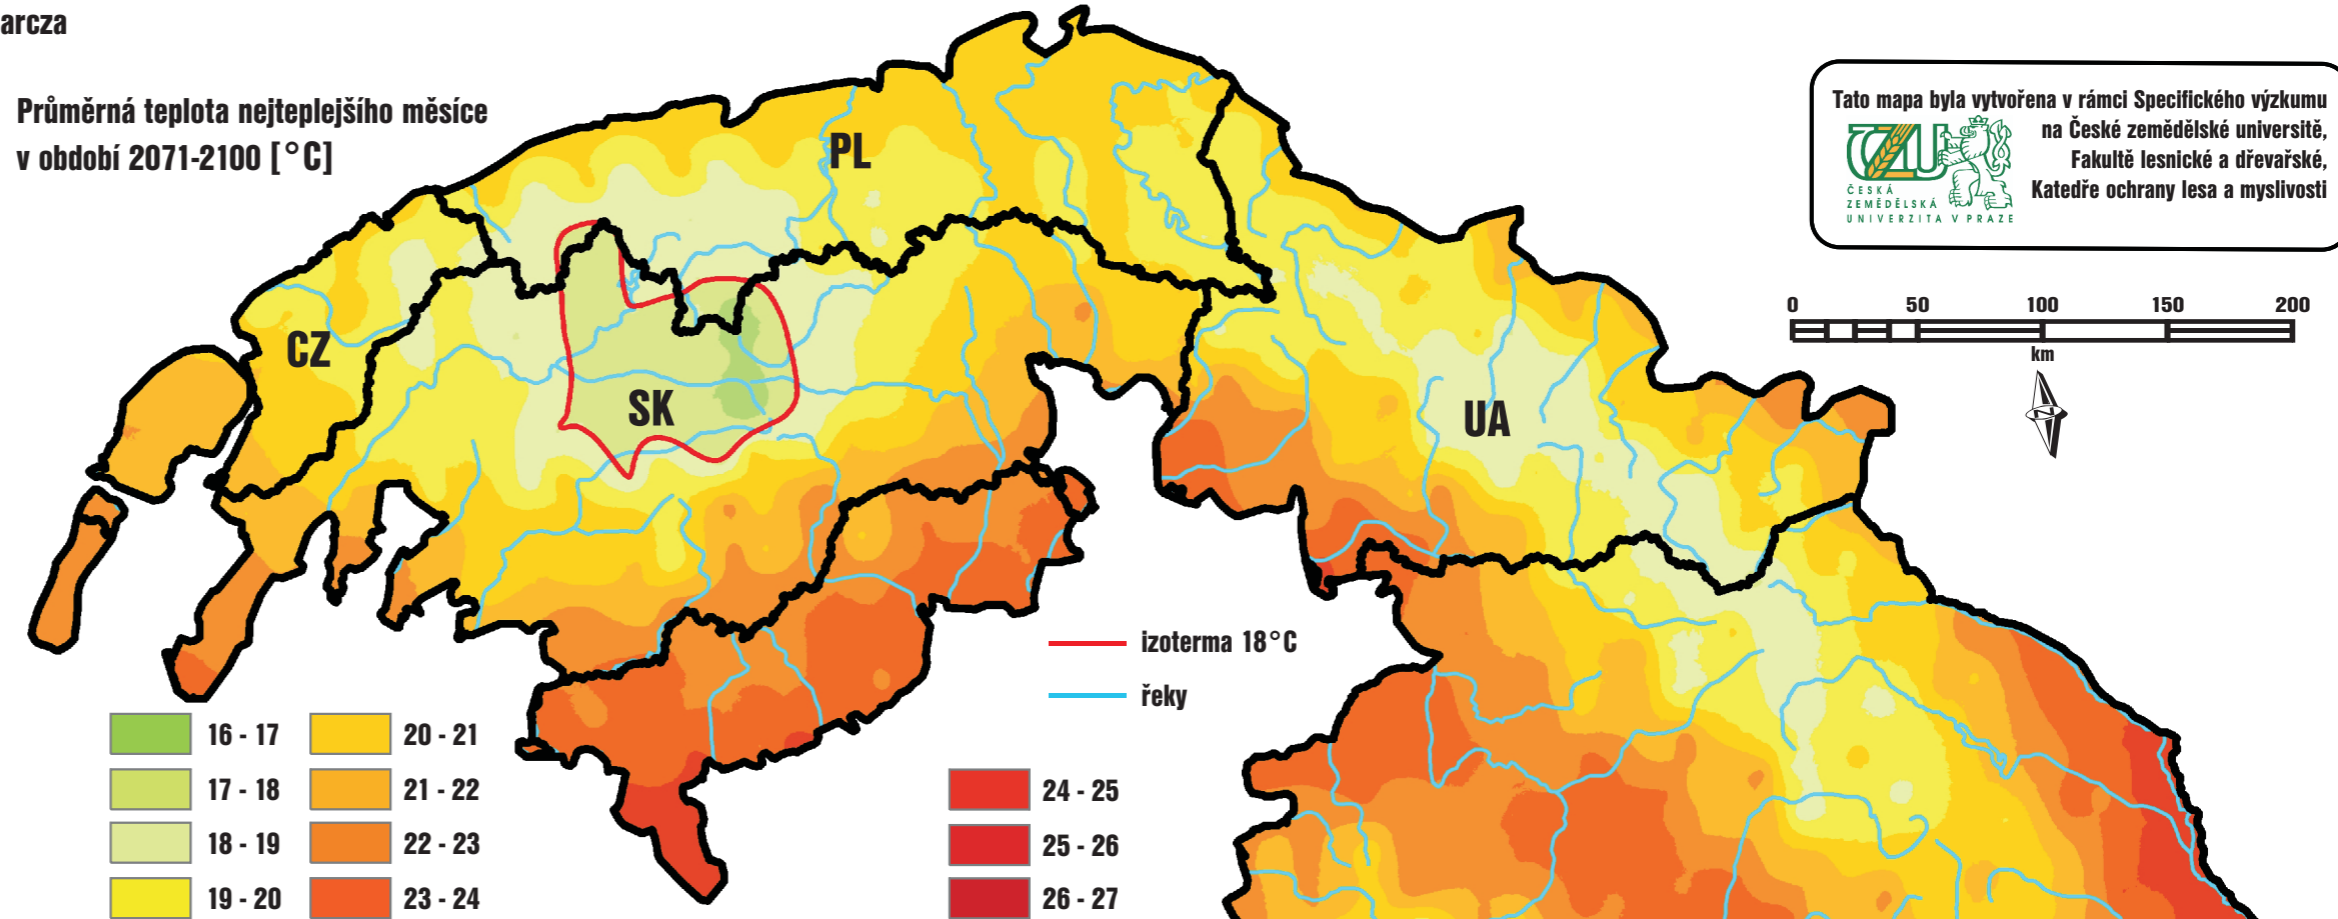 arcza
Průměrná teplota nejteplejšího měsíce
v období 2071-2100 [°C]
Tato mapa byla vytvořena v rámci Specifického výzkumu
na České zemědělské universitě,
Fakultě lesnické a dřevařské,
Katedře ochrany lesa a myslivosti
CZU
ČESKÁ
ZEMĚDĚLSKÁ
UNIVERZITA V PRAZE
0 50 100 150 200
km
N
PL
CZ
SK
UA
izoterma 18°C
řeky
16 - 17
17 - 18
18 - 19
19 - 20
20 - 21
21 - 22
22 - 23
23 - 24
24 - 25
25 - 26
26 - 27